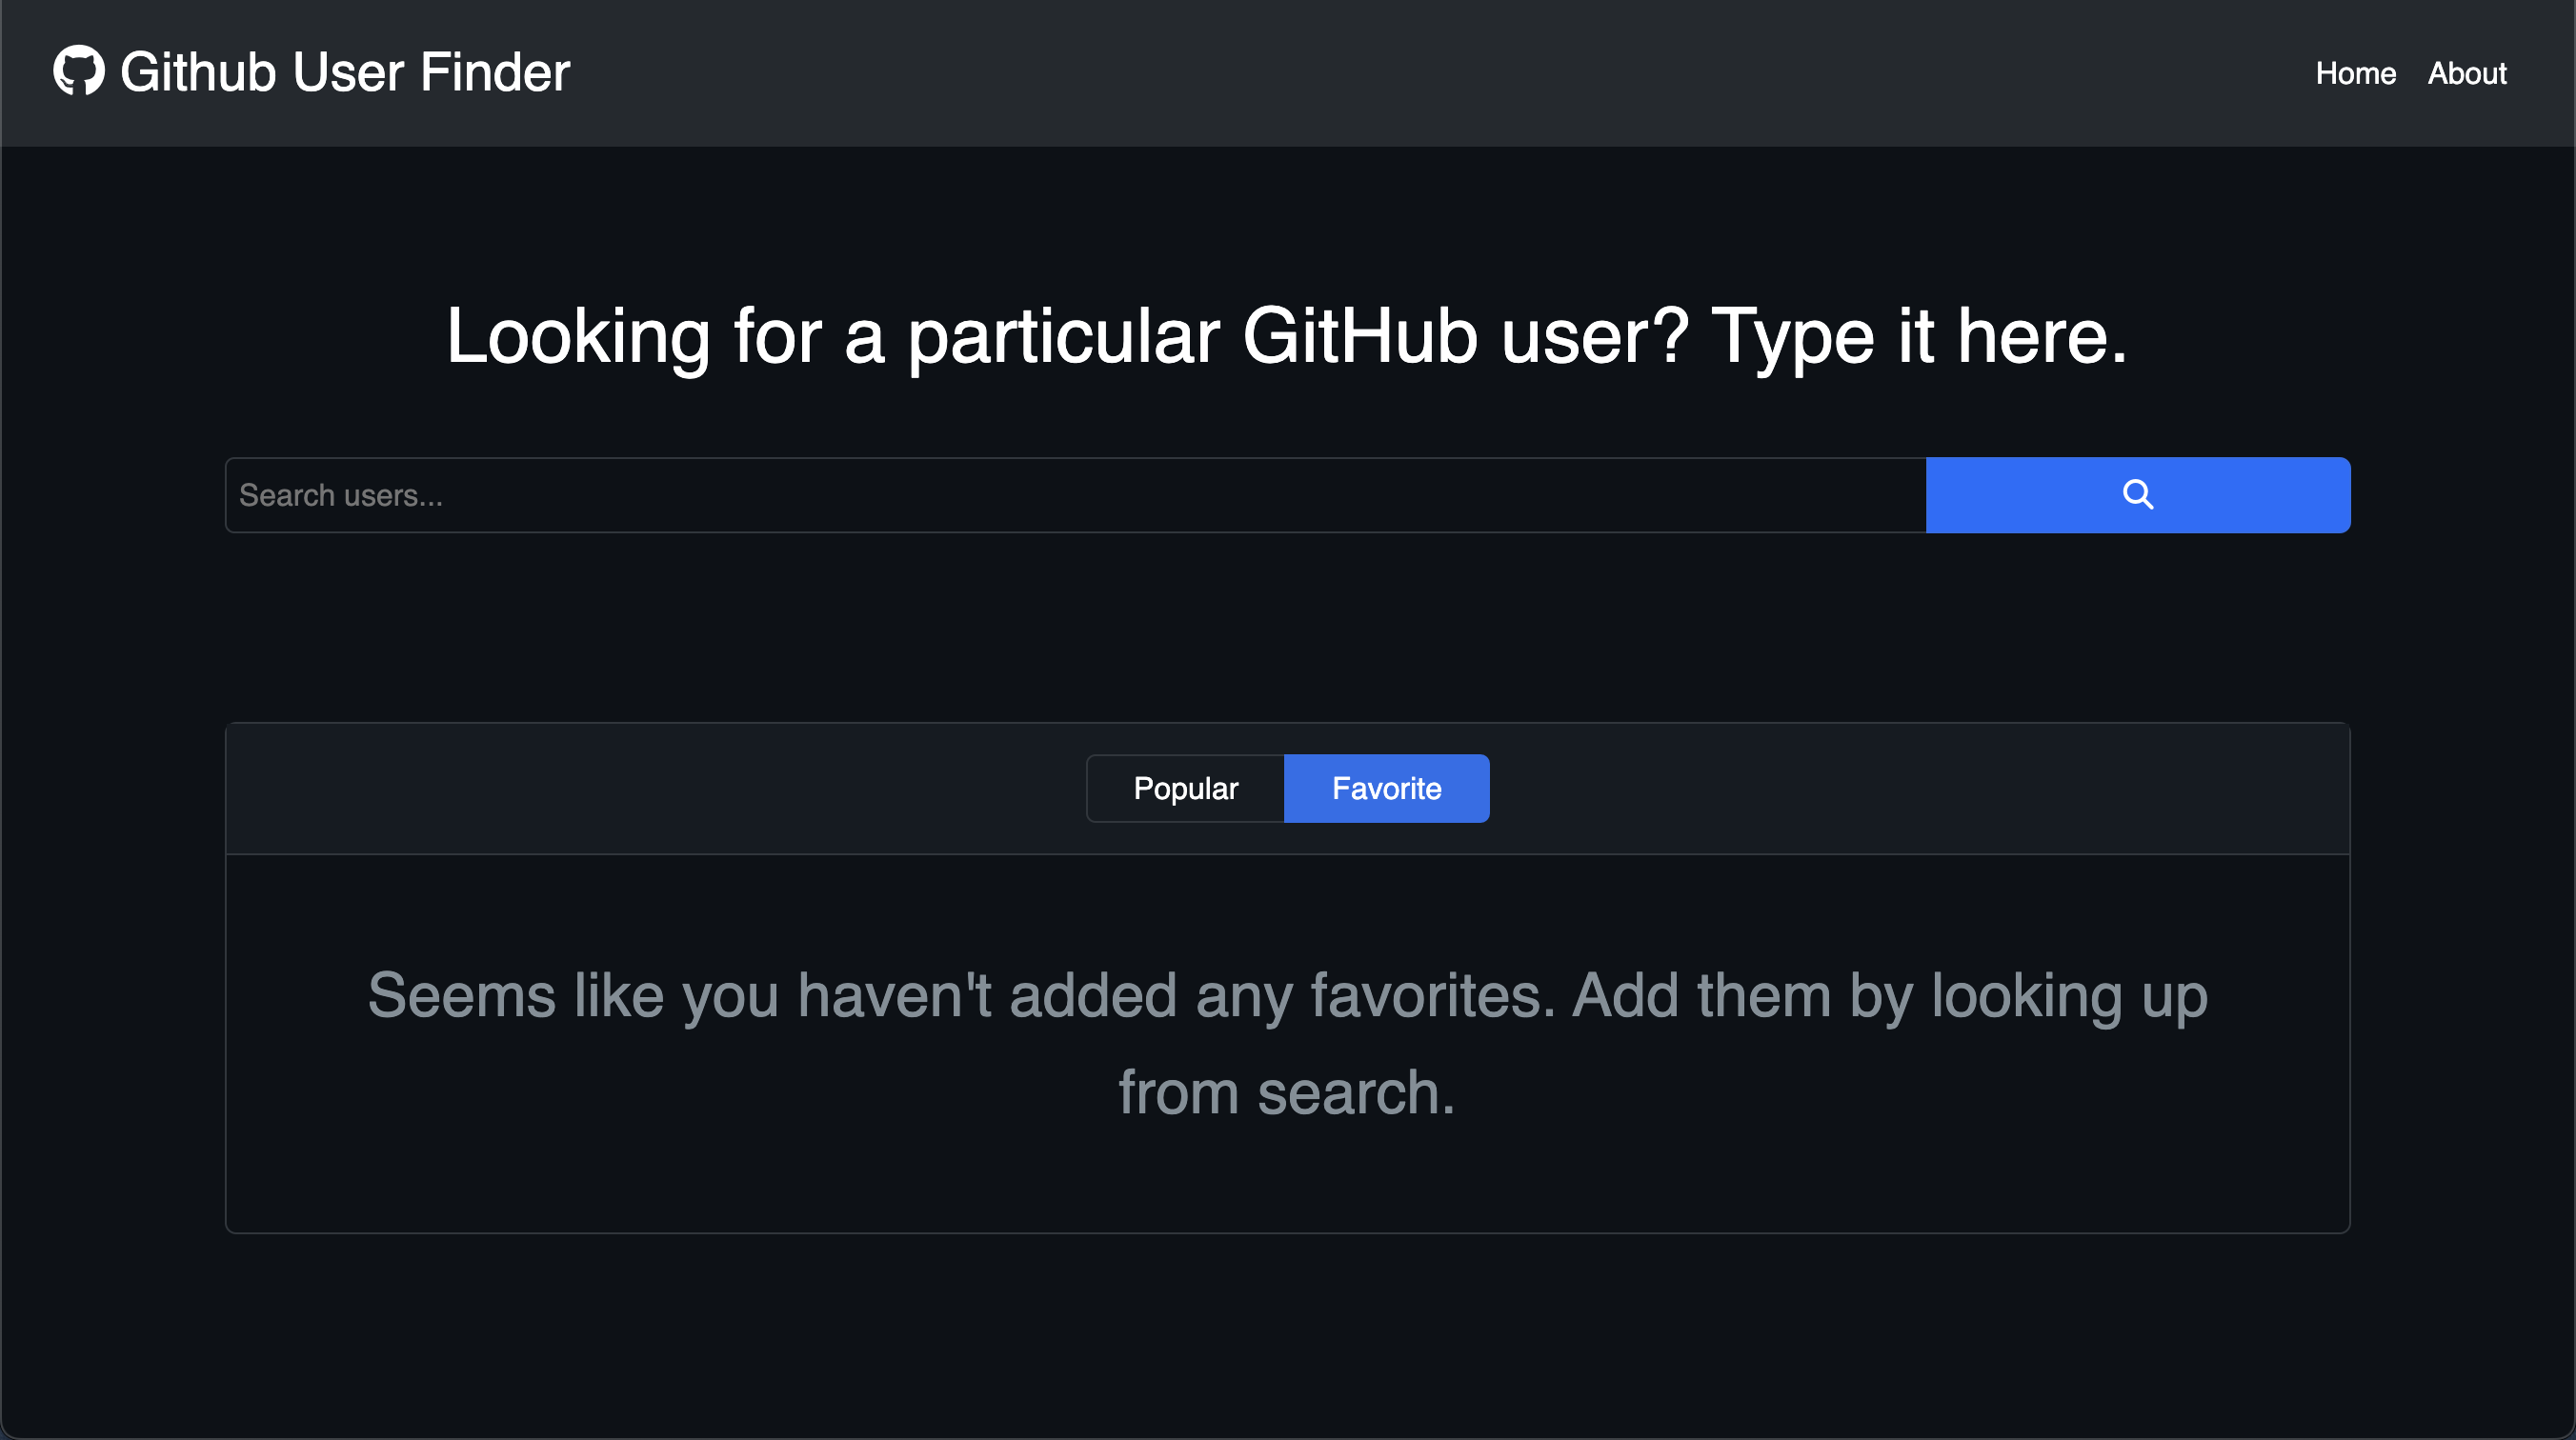 Github User Finder
Home
About
Looking for a particular GitHub user? Type it here.
Search users...
Popular
Favorite
Seems like you haven't added any favorites. Add them by looking up
from search.